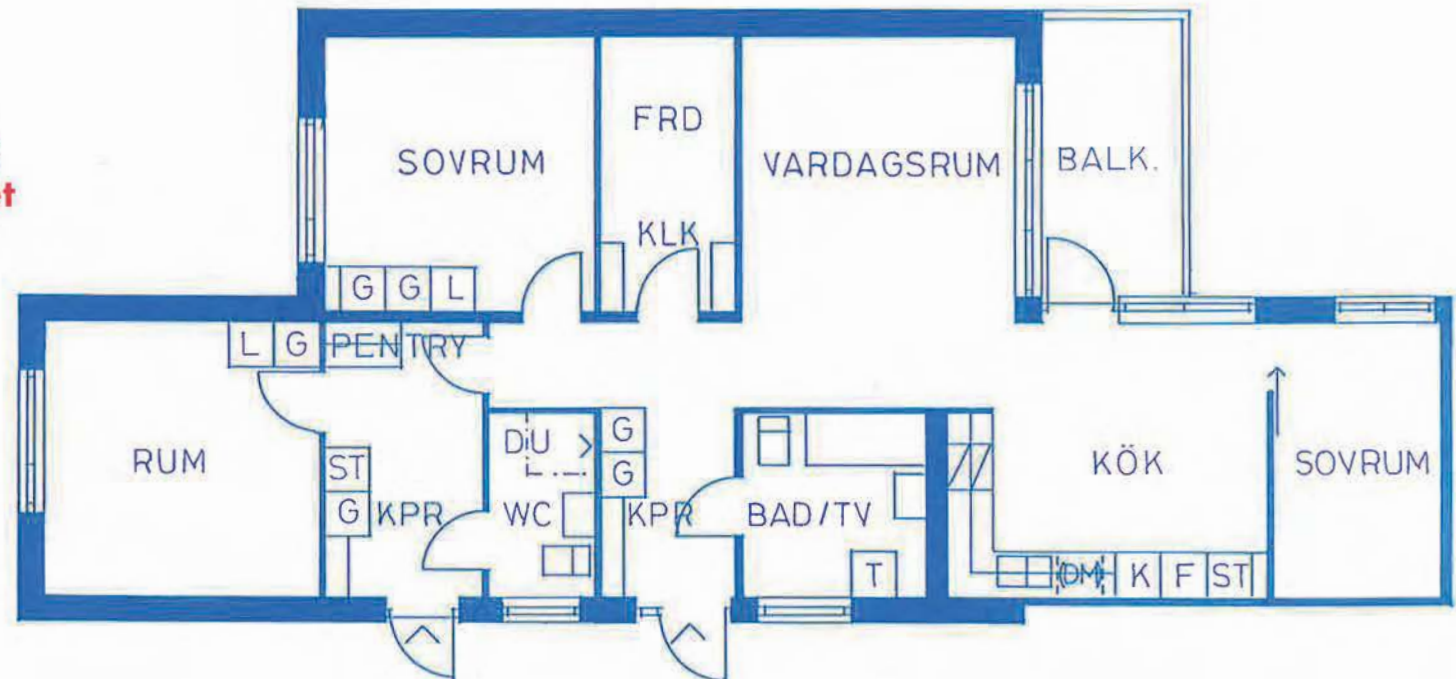 FRD
SOVRUM
VARDAGSRUM
BALK.
KLK
G G L
L G PENTRY
RUM
DU
G
G
ST
G
KPR
WC
KPR
BAD/TV
T
KÖK
SOVRUM
(DM) K F ST